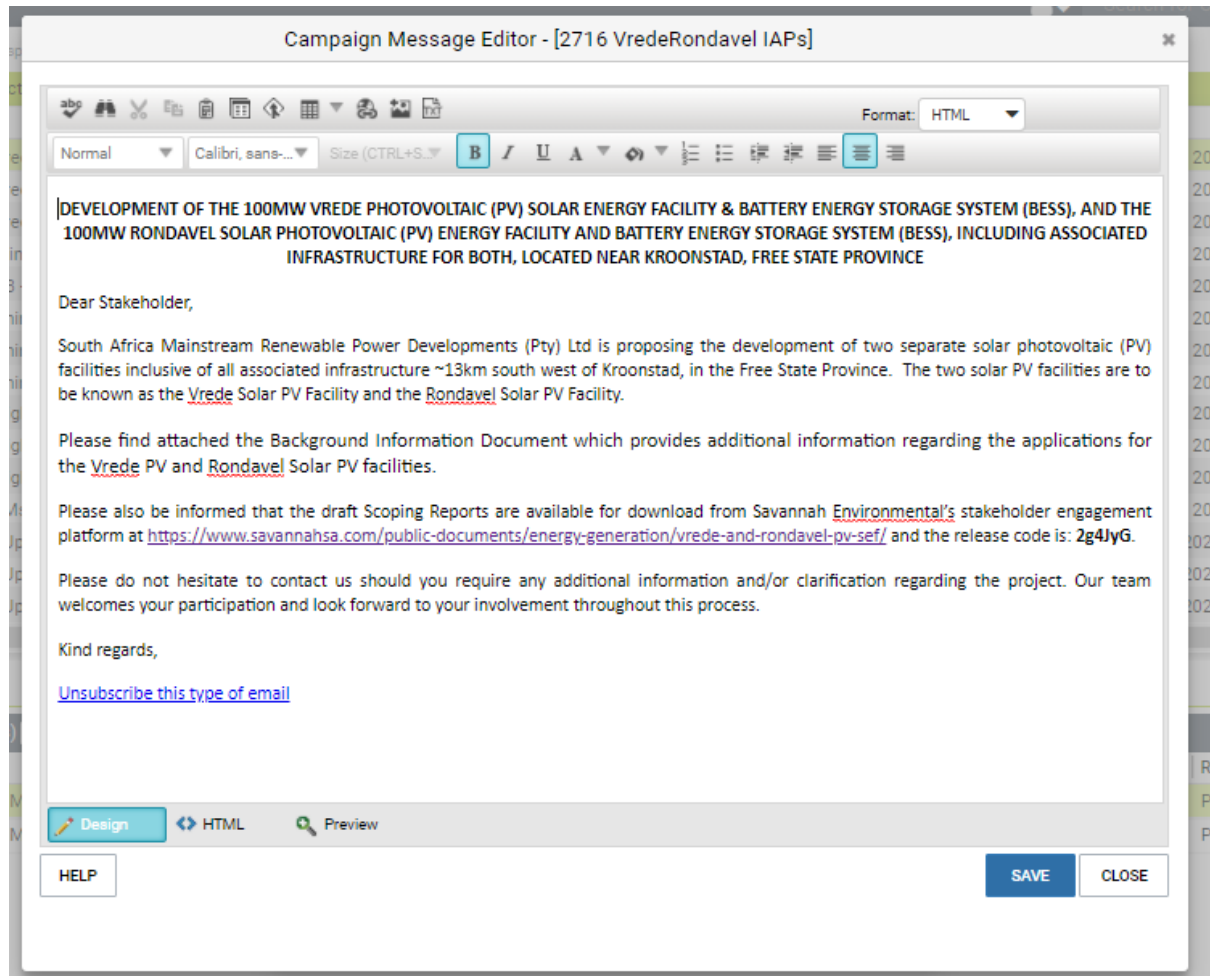 Campaign Message Editor - [2716 VredeRondavel IAPs]
Format: HTML
Normal Calibri, sans-... Size (CTRL+S... B I U A
DEVELOPMENT OF THE 100MW VREDE PHOTOVOLTAIC (PV) SOLAR ENERGY FACILITY & BATTERY ENERGY STORAGE SYSTEM (BESS), AND THE
100MW RONDAVEL SOLAR PHOTOVOLTAIC (PV) ENERGY FACILITY AND BATTERY ENERGY STORAGE SYSTEM (BESS), INCLUDING ASSOCIATED
INFRASTRUCTURE FOR BOTH, LOCATED NEAR KROONSTAD, FREE STATE PROVINCE
Dear Stakeholder,
South Africa Mainstream Renewable Power Developments (Pty) Ltd is proposing the development of two separate solar photovoltaic (PV)
facilities inclusive of all associated infrastructure ~13km south west of Kroonstad, in the Free State Province. The two solar PV facilities are to
be known as the Vrede Solar PV Facility and the Rondavel Solar PV Facility.
Please find attached the Background Information Document which provides additional information regarding the applications for
the Vrede PV and Rondavel Solar PV facilities.
Please also be informed that the draft Scoping Reports are available for download from Savannah Environmental’s stakeholder engagement
platform at https://www.savannahsa.com/public-documents/energy-generation/vrede-and-rondavel-pv-sef/ and the release code is: 2g4JyG.
Please do not hesitate to contact us should you require any additional information and/or clarification regarding the project. Our team
welcomes your participation and look forward to your involvement throughout this process.
Kind regards,
Unsubscribe this type of email
Design HTML Preview
HELP SAVE CLOSE